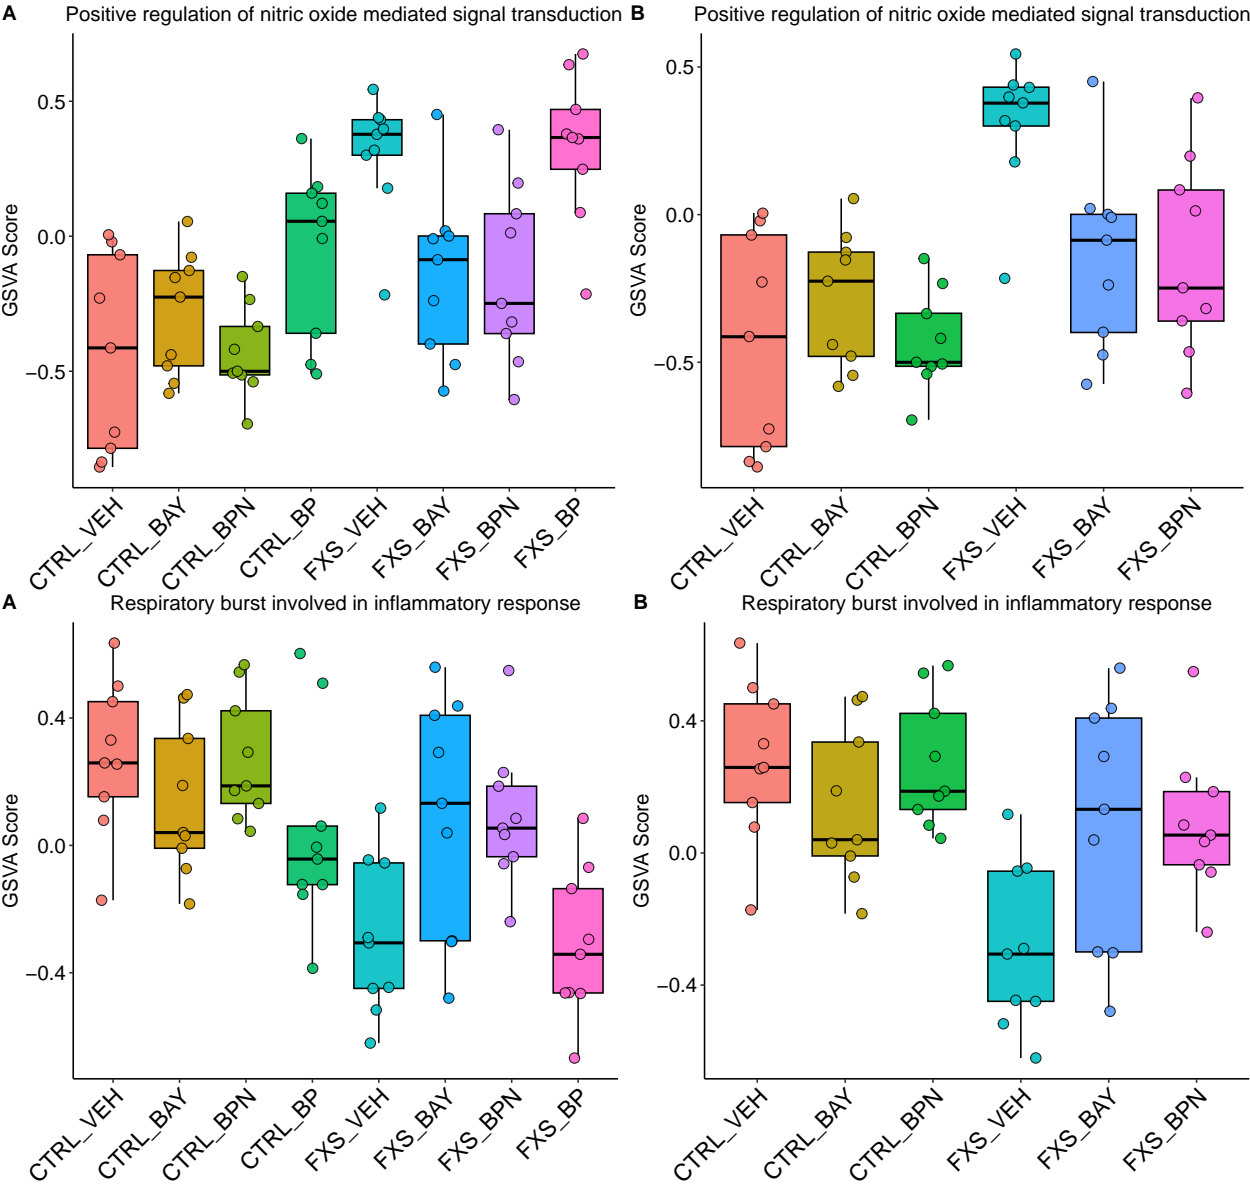 A Positive regulation of nitric oxide mediated signal transduction
GSVA Score
0.5
0.0
−0.5
CTRL_VEH
CTRL_BAY
CTRL_BPN
CTRL_BP
FXS_VEH
FXS_BAY
FXS_BPN
FXS_BP
B Positive regulation of nitric oxide mediated signal transduction
GSVA Score
0.5
0.0
−0.5
CTRL_VEH
CTRL_BAY
CTRL_BPN
FXS_VEH
FXS_BAY
FXS_BPN
A Respiratory burst involved in inflammatory response
GSVA Score
0.4
0.0
−0.4
CTRL_VEH
CTRL_BAY
CTRL_BPN
CTRL_BP
FXS_VEH
FXS_BAY
FXS_BPN
FXS_BP
B Respiratory burst involved in inflammatory response
GSVA Score
0.4
0.0
−0.4
CTRL_VEH
CTRL_BAY
CTRL_BPN
FXS_VEH
FXS_BAY
FXS_BPN